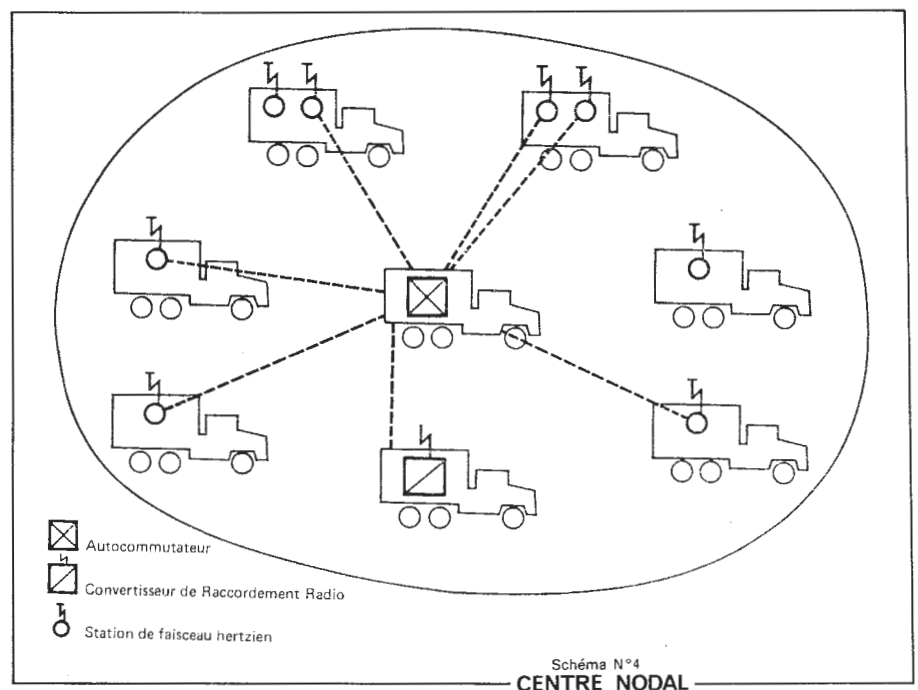 Autocommutateur
Convertisseur de Raccordement Radio
Station de faisceau hertzien
Schéma N°4
CENTRE NODAL